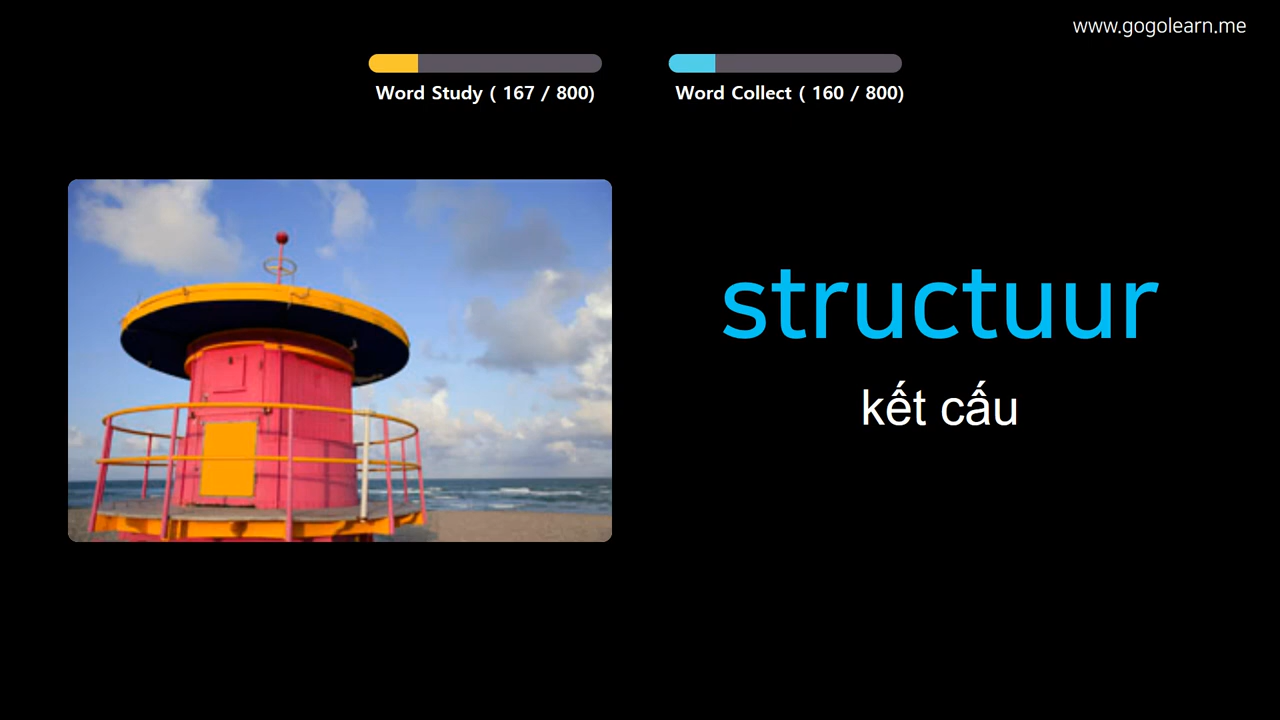 www.gogolearn.me
Word Study ( 167 / 800)
Word Collect ( 160 / 800)
structuur
kết cấu